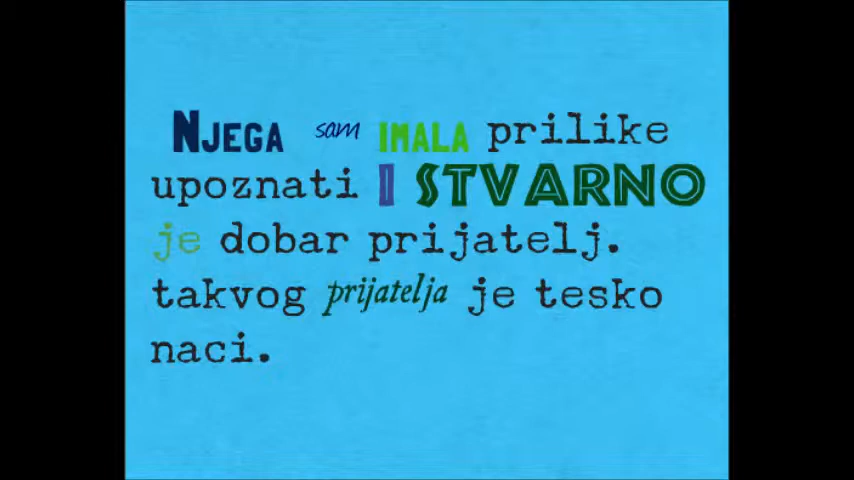 NJEGA sam IMALA prilike
upoznati I STVARNO
je dobar prijatelj.
takvog prijatelja je tesko
naci.